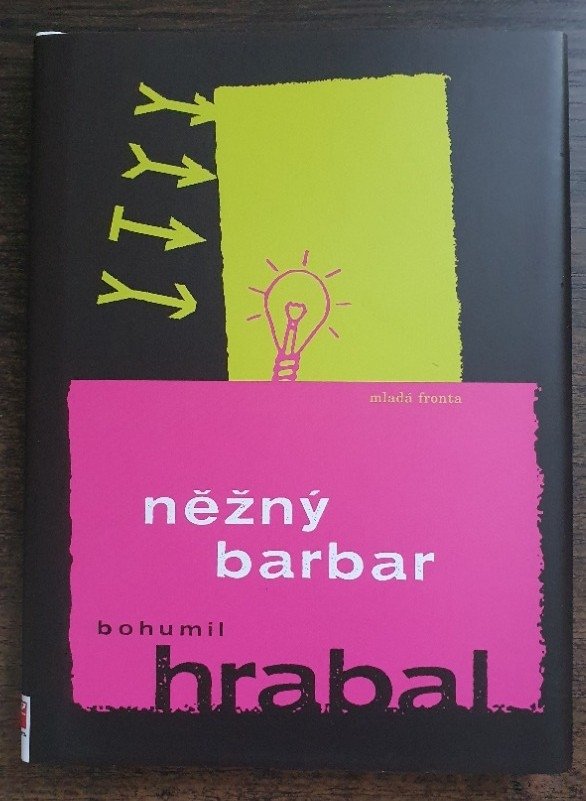 mladá fronta
něžný
barbar
bohumil
hrabal